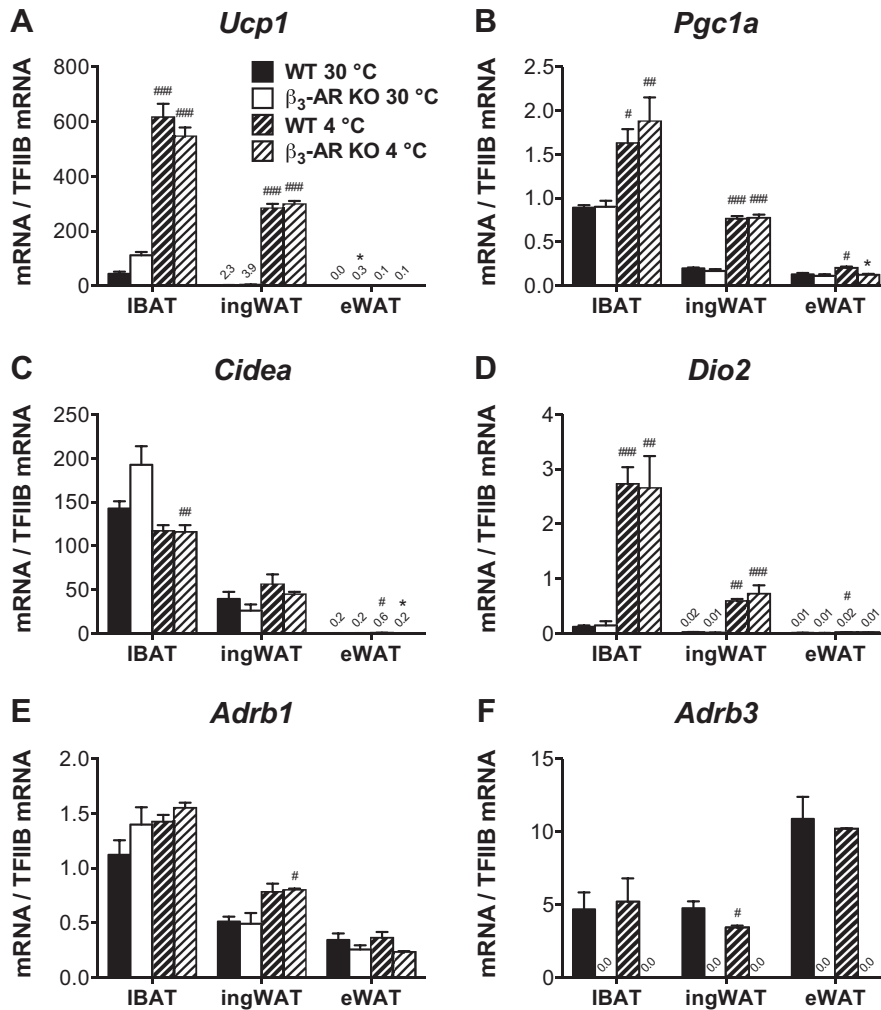 A
Ucp1
mRNA / TFIIB mRNA
800
600
400
200
0
### ### ### ###
2.3 3.9 0.0 0.3 * 0.1 0.1
IBAT ingWAT eWAT
WT 30 °C
β3-AR KO 30 °C
WT 4 °C
β3-AR KO 4 °C
B
Pgc1a
mRNA / TFIIB mRNA
2.5
2.0
1.5
1.0
0.5
0.0
# ## ### ### # *
IBAT ingWAT eWAT
C
Cidea
mRNA / TFIIB mRNA
250
200
150
100
50
0
## # *
0.2 0.2 0.6 0.2
IBAT ingWAT eWAT
D
Dio2
mRNA / TFIIB mRNA
4
3
2
1
0
### ## ## ### #
0.02 0.01 0.01 0.01 0.02 0.01
IBAT ingWAT eWAT
E
Adrb1
mRNA / TFIIB mRNA
2.0
1.5
1.0
0.5
0.0
#
IBAT ingWAT eWAT
F
Adrb3
mRNA / TFIIB mRNA
15
10
5
0
#
0.0 0.0 0.0 0.0 0.0 0.0
IBAT ingWAT eWAT